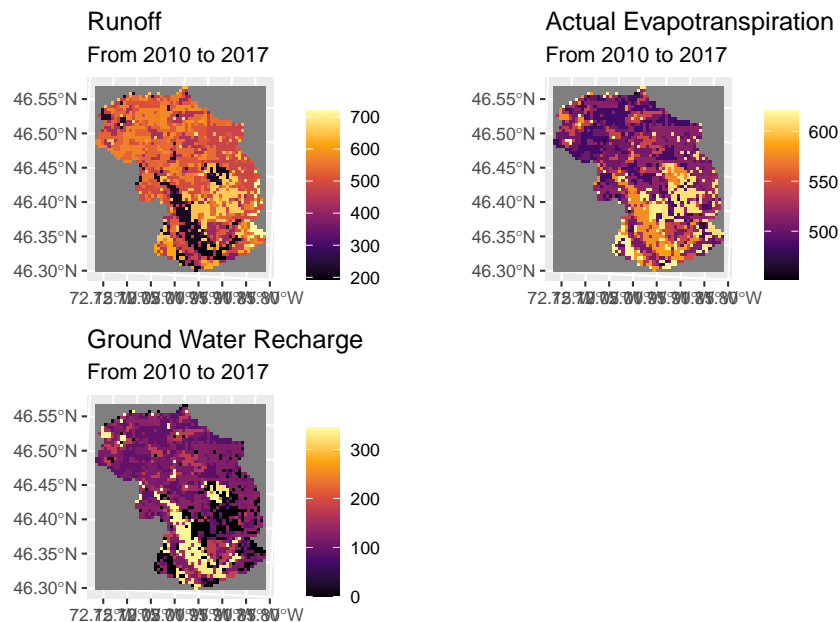 Runoff
From 2010 to 2017
46.55°N
46.50°N
46.45°N
46.40°N
46.35°N
46.30°N
700
600
500
400
300
200
Actual Evapotranspiration
From 2010 to 2017
46.55°N
46.50°N
46.45°N
46.40°N
46.35°N
46.30°N
600
550
500
Ground Water Recharge
From 2010 to 2017
46.55°N
46.50°N
46.45°N
46.40°N
46.35°N
46.30°N
300
200
100
0